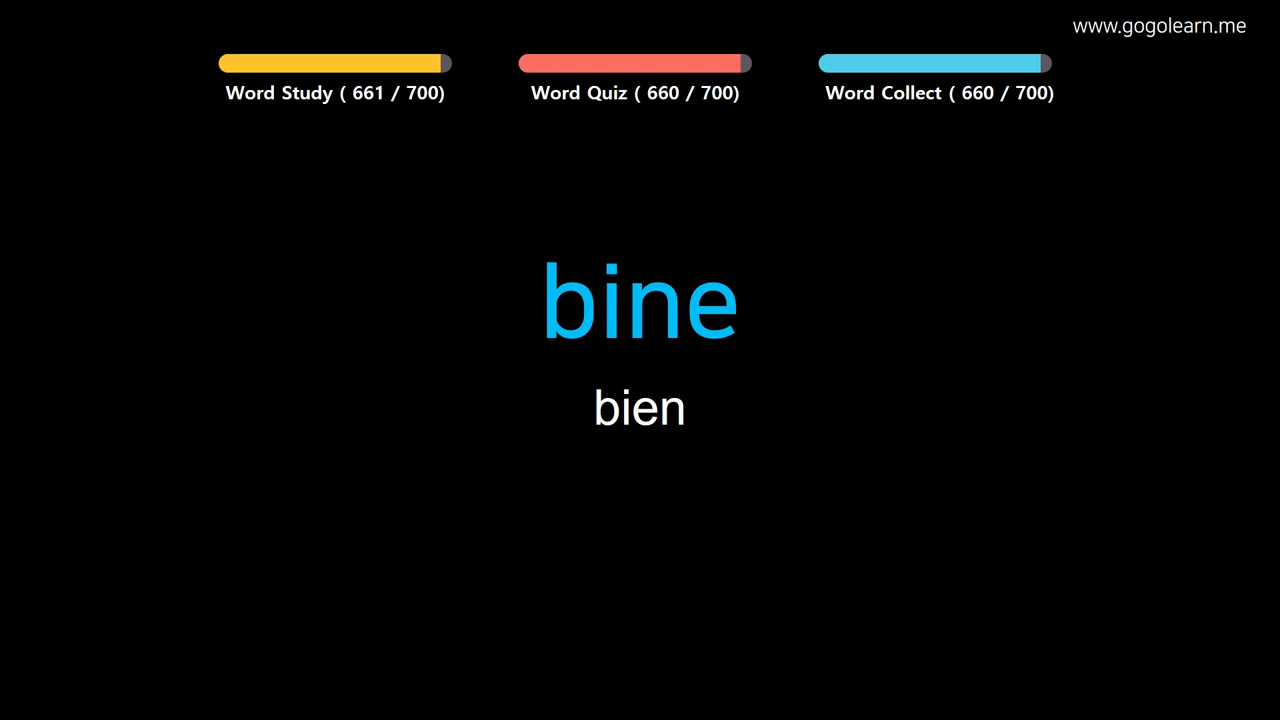 www.gogolearn.me
Word Study ( 661 / 700)
Word Quiz ( 660 / 700)
Word Collect ( 660 / 700)
bine
bien